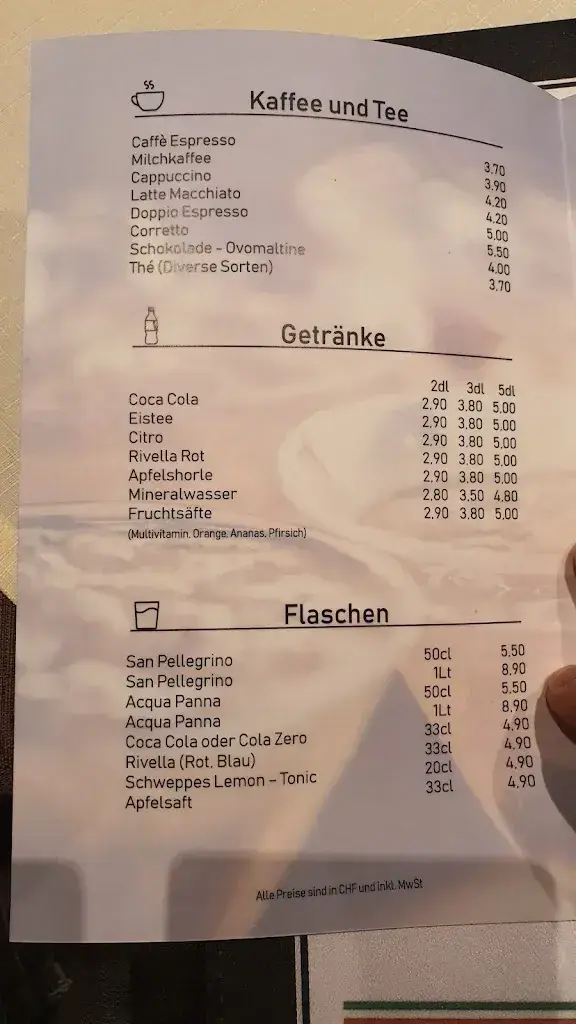 Kaffee und Tee
Caffè Espresso 3,70
Milchkaffee 3,90
Cappuccino 4,20
Latte Macchiato 4,20
Doppio Espresso 5,00
Corretto 5,50
Schokolade - Ovomaltine 4,00
Thé (Diverse Sorten) 3,70
Getränke
2dl 3dl 5dl
Coca Cola 2,90 3,80 5,00
Eistee 2,90 3,80 5,00
Citro 2,90 3,80 5,00
Rivella Rot 2,90 3,80 5,00
Apfelshorle 2,90 3,80 5,00
Mineralwasser 2,80 3,50 4,80
Fruchtsäfte 2,90 3,80 5,00
(Multivitamin, Orange, Ananas, Pfirsich)
Flaschen
San Pellegrino 50cl 5,50
San Pellegrino 1Lt 8,90
Acqua Panna 50cl 5,50
Acqua Panna 1Lt 8,90
Coca Cola oder Cola Zero 33cl 4,90
Rivella (Rot, Blau) 33cl 4,90
Schweppes Lemon - Tonic 20cl 4,90
Apfelsaft 33cl 4,90
Alle Preise sind in CHF und inkl. MwSt